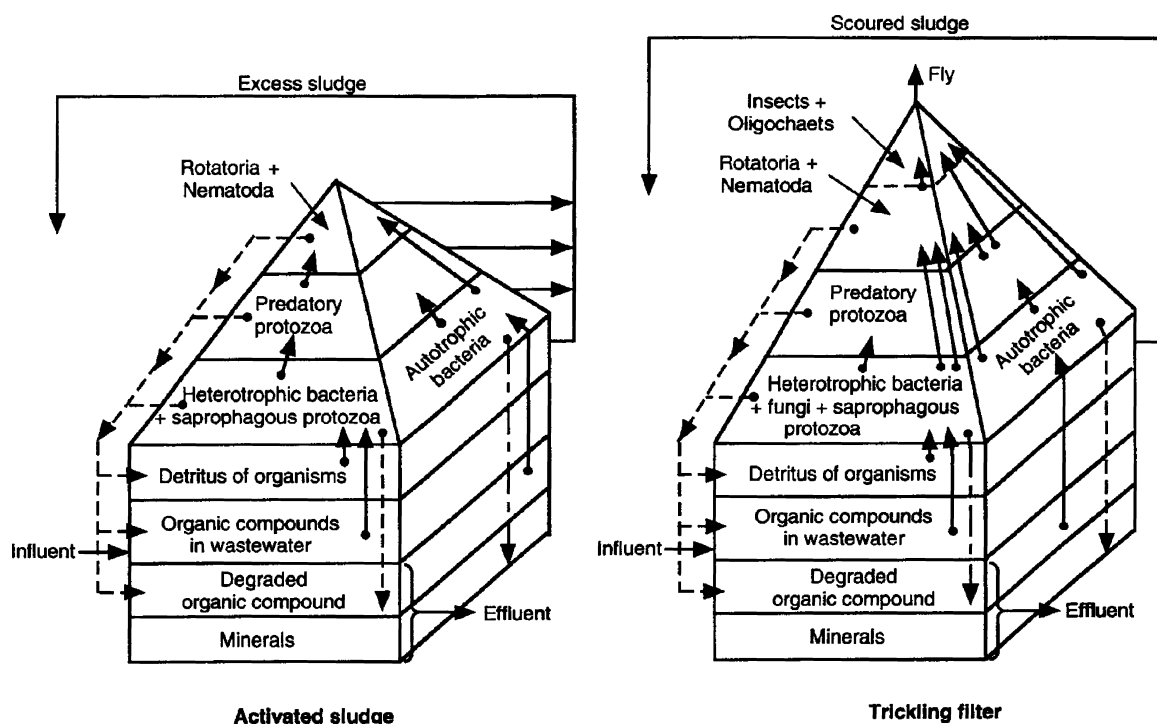 Excess sludge
Rotatoria +
Nematoda
Predatory
protozoa
Autotrophic
bacteria
Heterotrophic bacteria
+ saprophagous protozoa
Detritus of organisms
Organic compounds
in wastewater
Influent
Degraded
organic compound
Effluent
Minerals
Activated sludge
Scoured sludge
Fly
Insects +
Oligochaets
Rotatoria +
Nematoda
Predatory
protozoa
Autotrophic
bacteria
Heterotrophic bacteria
+ fungi + saprophagous
protozoa
Detritus of organisms
Organic compounds
in wastewater
Influent
Degraded
organic compound
Effluent
Minerals
Trickling filter